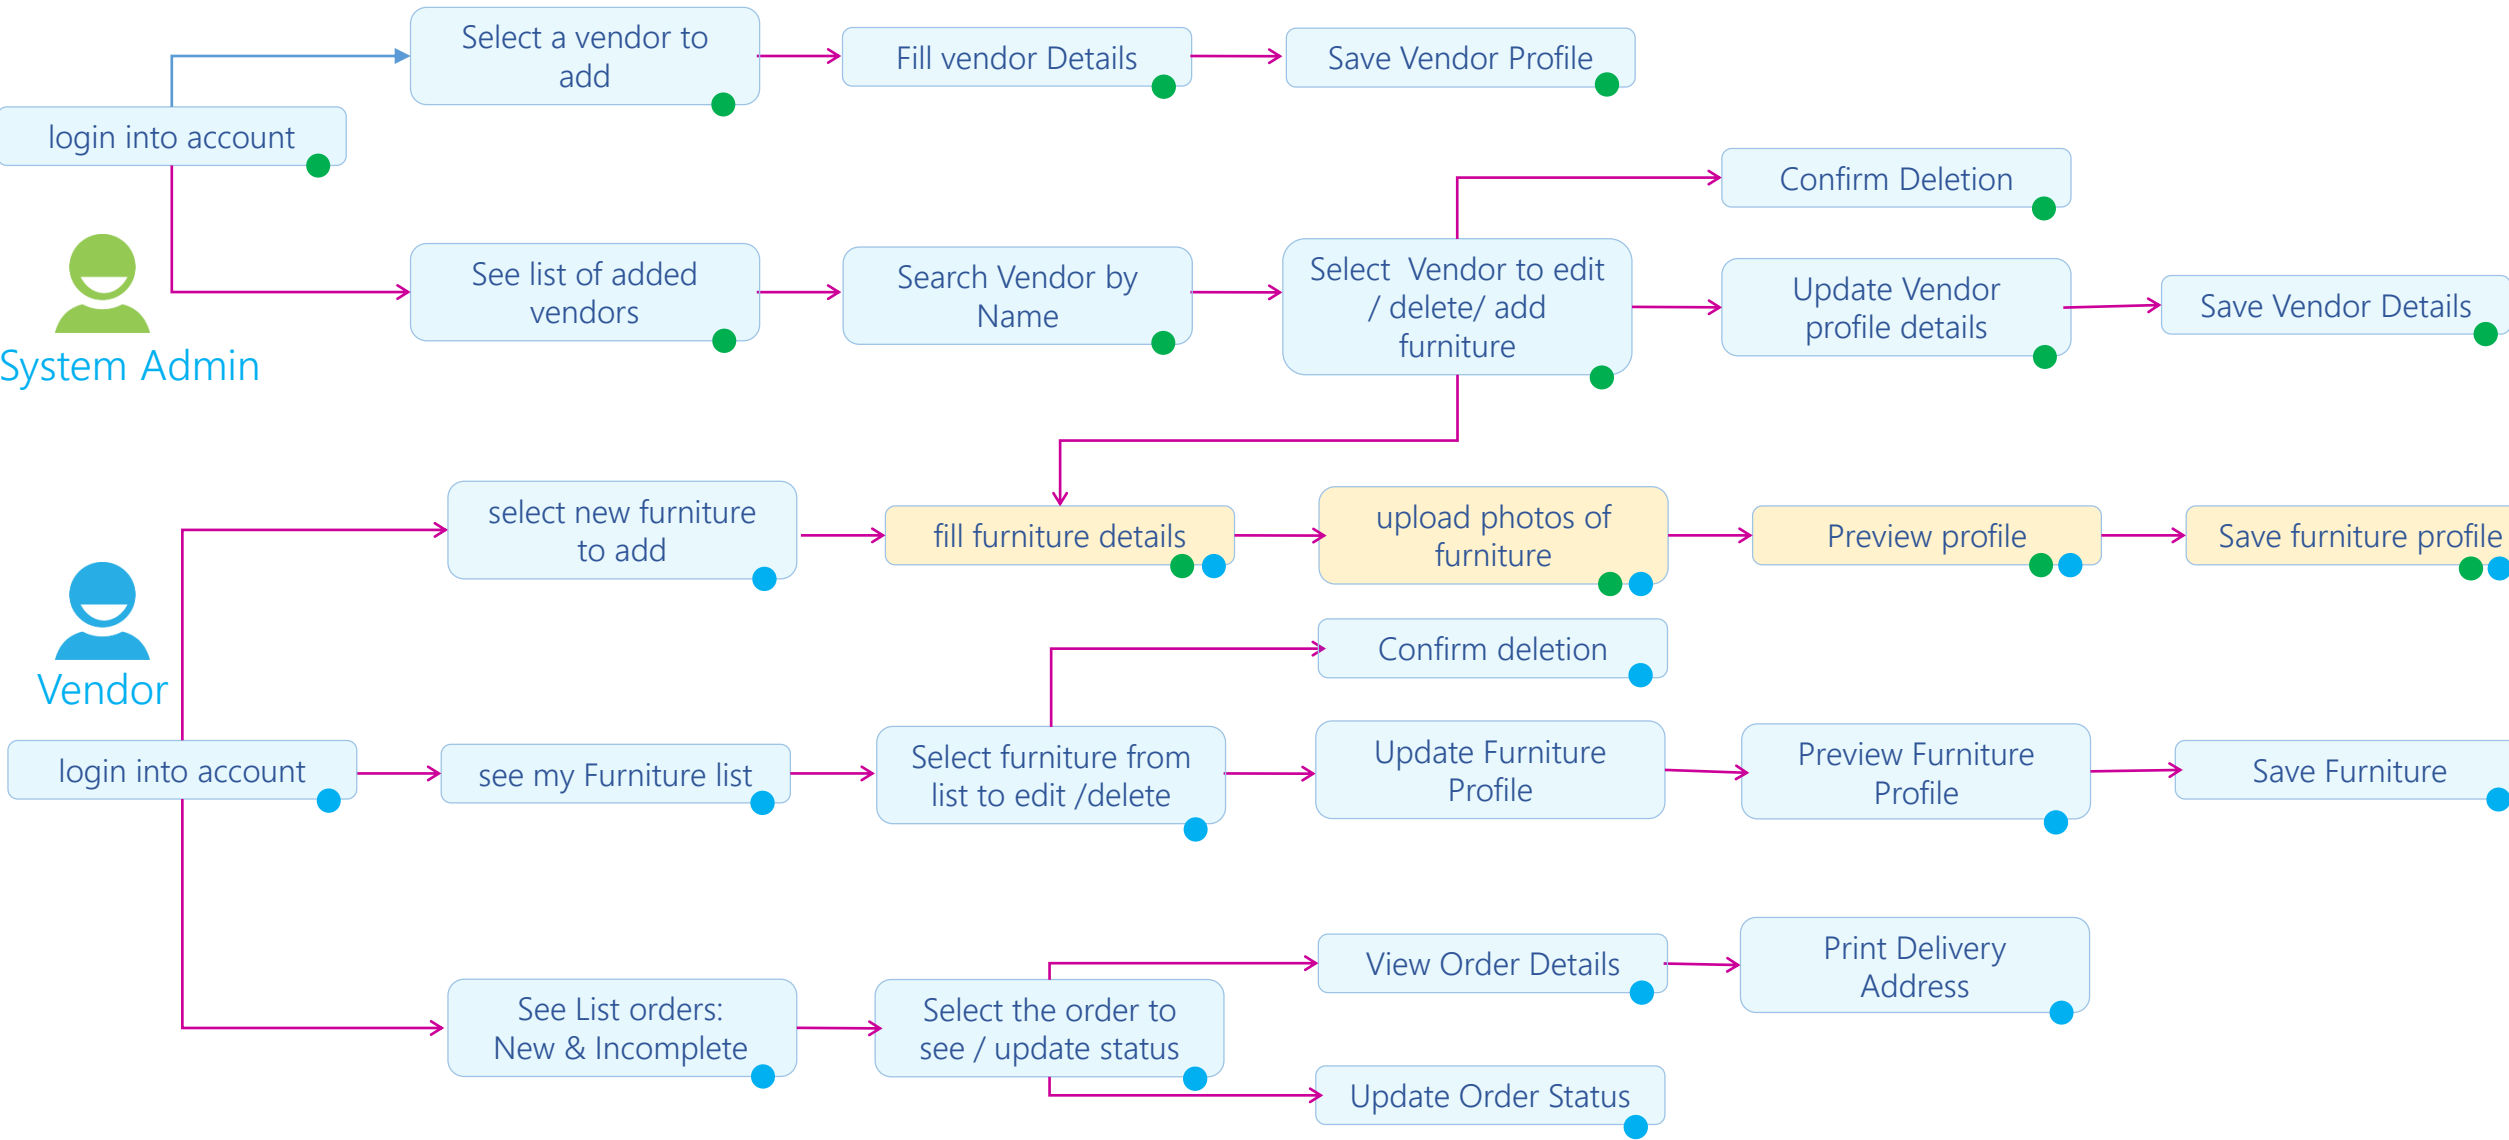 Select a vendor to
add
Fill vendor Details
Save Vendor Profile
login into account
Confirm Deletion
See list of added
vendors
Search Vendor by
Name
Select  Vendor to edit
/ delete/ add
furniture
Update Vendor
profile details
Save Vendor Details
System Admin
select new furniture
to add
fill furniture details
upload photos of
furniture
Preview profile
Save furniture profile
Confirm deletion
Vendor
login into account
see my Furniture list
Select furniture from
list to edit /delete
Update Furniture
Profile
Preview Furniture
Profile
Save Furniture
See List orders:
New & Incomplete
Select the order to
see / update status
View Order Details
Print Delivery
Address
Update Order Status